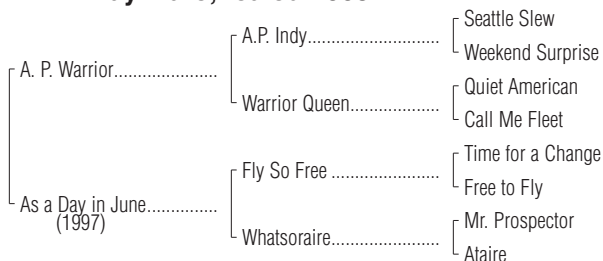 Seattle Slew
A.P. Indy
Weekend Surprise
A. P. Warrior
Quiet American
Warrior Queen
Call Me Fleet
Time for a Change
Fly So Free
Free to Fly
As a Day in June
(1997)
Mr. Prospector
Whatsoraire
Ataire